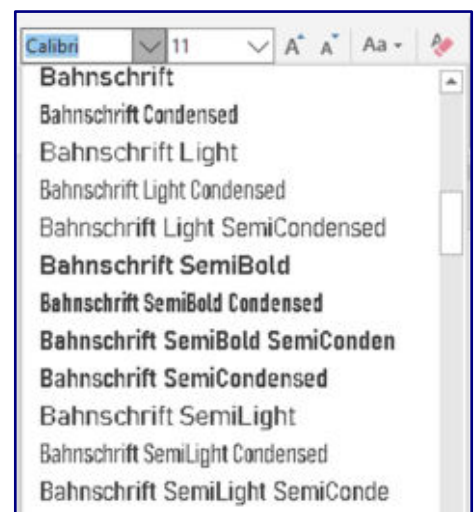 Calibri 11 A A Aa
Bahnschrift
Bahnschrift Condensed
Bahnschrift Light
Bahnschrift Light Condensed
Bahnschrift Light SemiCondensed
Bahnschrift SemiBold
Bahnschrift SemiBold Condensed
Bahnschrift SemiBold SemiConden
Bahnschrift SemiCondensed
Bahnschrift SemiLight
Bahnschrift SemiLight Condensed
Bahnschrift SemiLight SemiConde